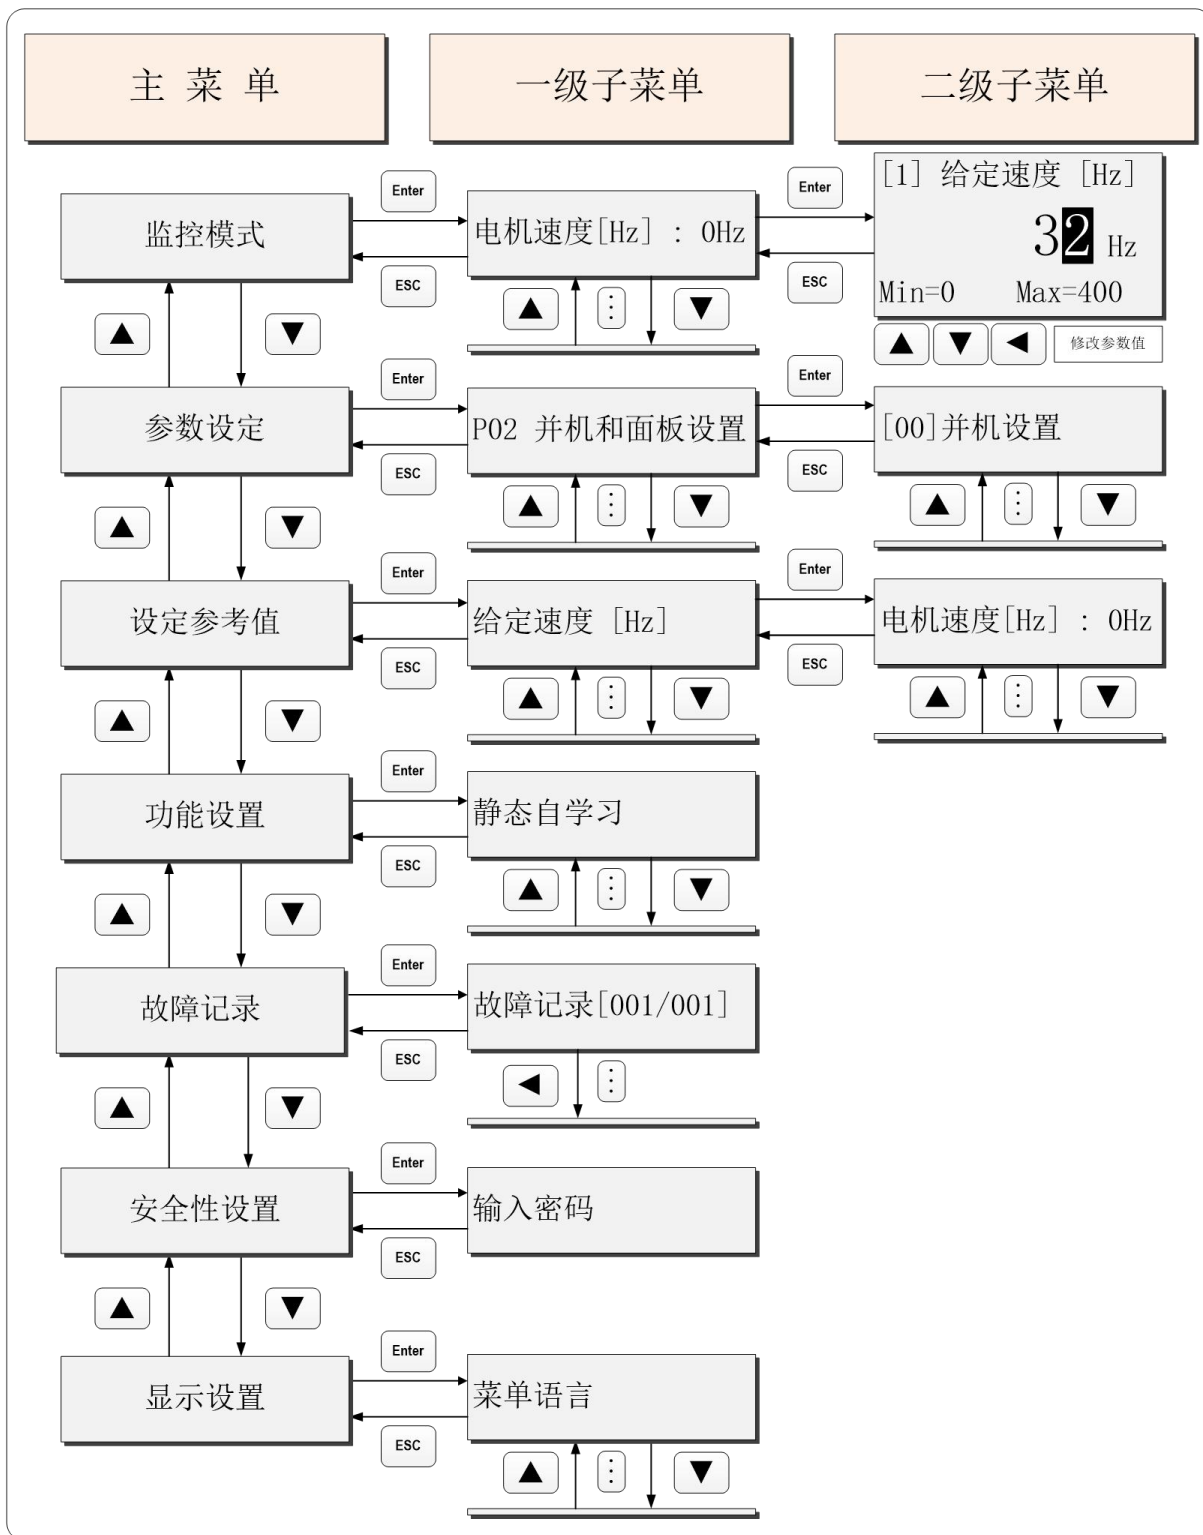 主 菜 单
一级子菜单
二级子菜单
监控模式
Enter
ESC
电机速度[Hz] : 0Hz
Enter
ESC
[1] 给定速度 [Hz]
32 Hz
Min=0 Max=400
修改参数值
参数设定
Enter
ESC
P02 并机和面板设置
Enter
ESC
[00]并机设置
设定参考值
Enter
ESC
给定速度 [Hz]
Enter
ESC
电机速度[Hz] : 0Hz
功能设置
Enter
ESC
静态自学习
故障记录
Enter
ESC
故障记录[001/001]
安全性设置
Enter
ESC
输入密码
显示设置
Enter
ESC
菜单语言